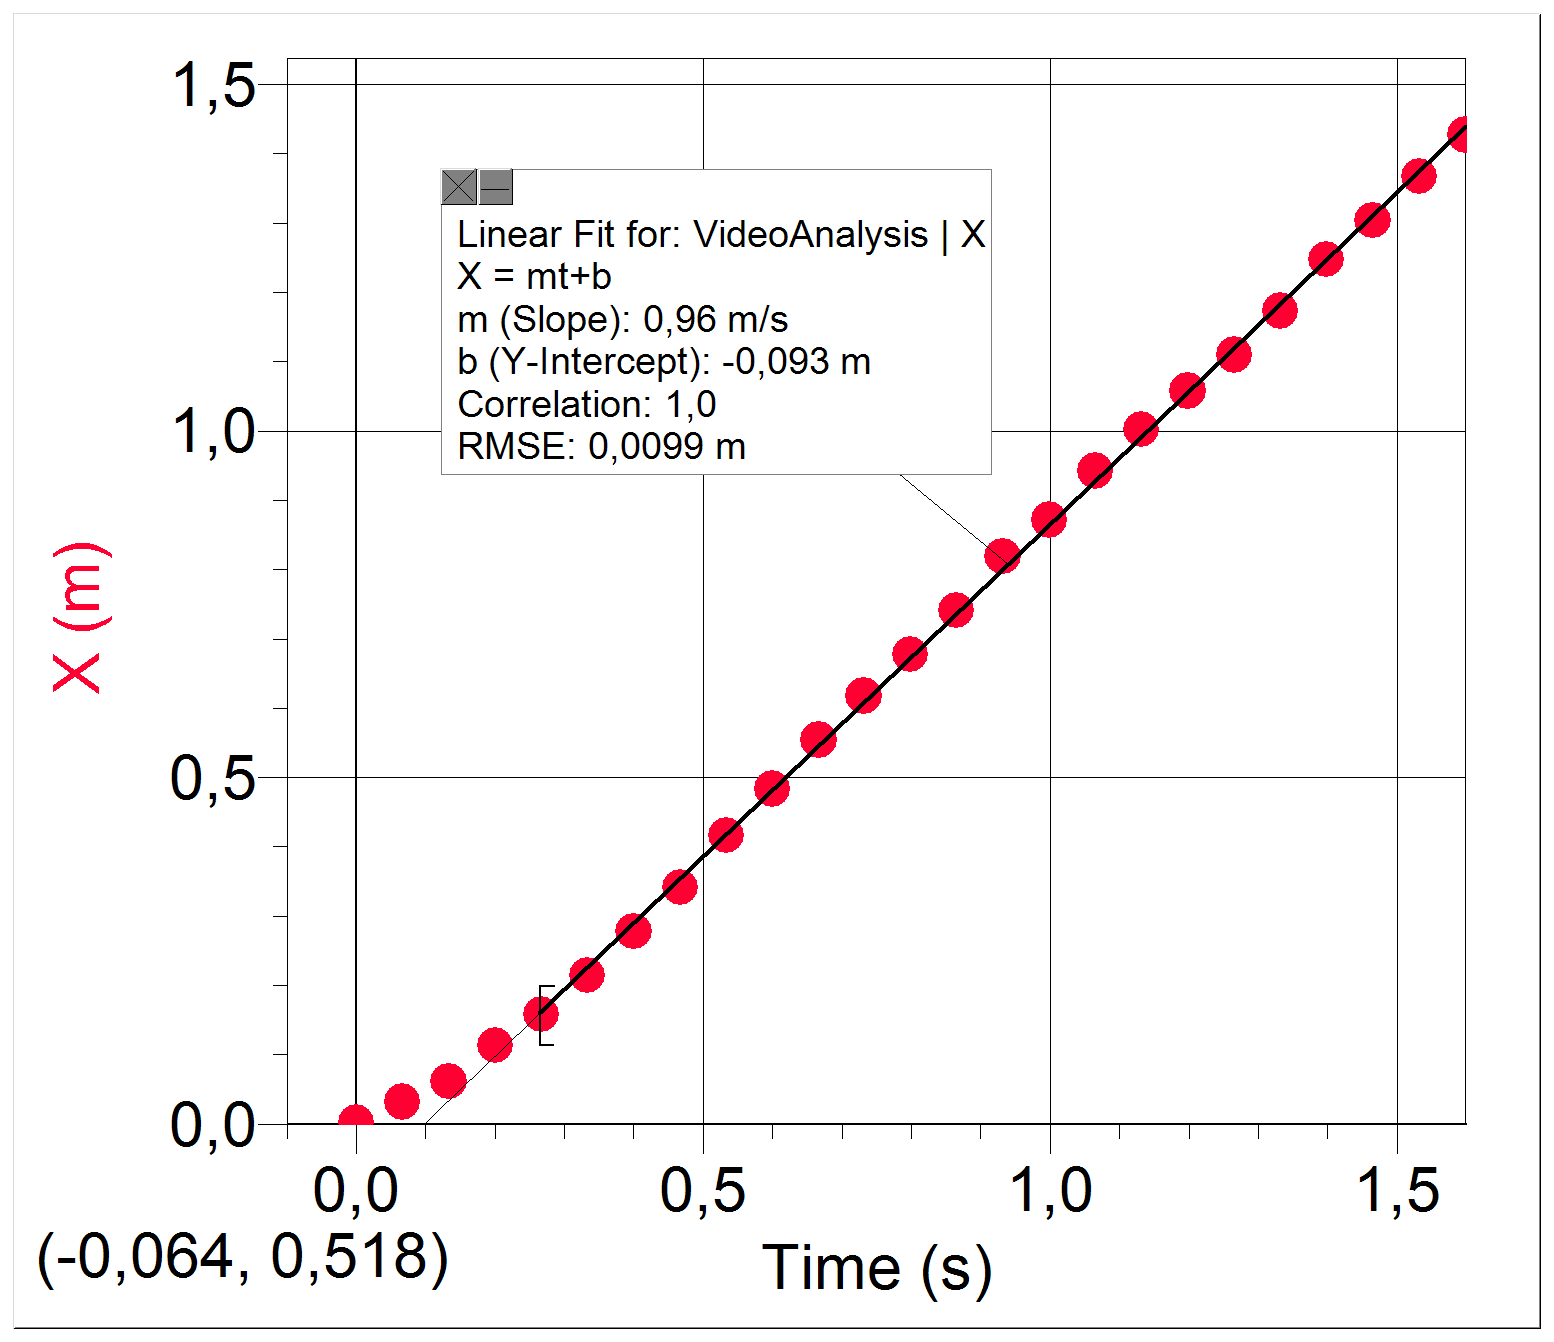 1,5
1,0
0,5
0,0
X (m)
Linear Fit for: VideoAnalysis | X
X = mt+b
m (Slope): 0,96 m/s
b (Y-Intercept): -0,093 m
Correlation: 1,0
RMSE: 0,0099 m
0,0 0,5 1,0 1,5
(-0,064, 0,518)
Time (s)